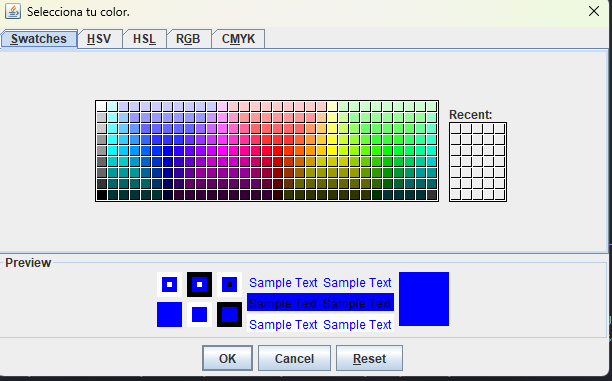 Selecciona tu color.
Swatches HSV HSL RGB CMYK
Recent:
Preview
Sample Text Sample Text
Sample Text Sample Text
Sample Text Sample Text
OK Cancel Reset